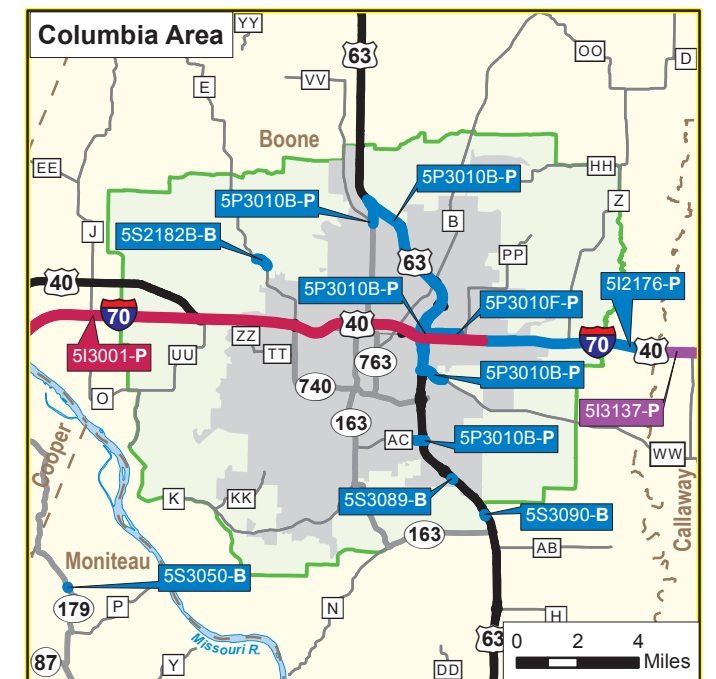 Columbia Area
YY
63
OO
D
VV
E
Boone
EE
HH
5P3010B-P
5P3010B-P
Z
J
5S2182B-B
B
PP
63
40
5P3010B-P
5I2176-P
5P3010F-P
70
40
70
40
ZZ
5I3001-P
UU
TT
763
5P3010B-P
740
O
5I3137-P
163
AC
5P3010B-P
WW
Cooper
K
KK
5S3089-B
5S3090-B
Callaway
163
AB
Moniteau
5S3050-B
179
P
N
H
Missouri R.
63
0 2 4
Miles
87
Y
DD